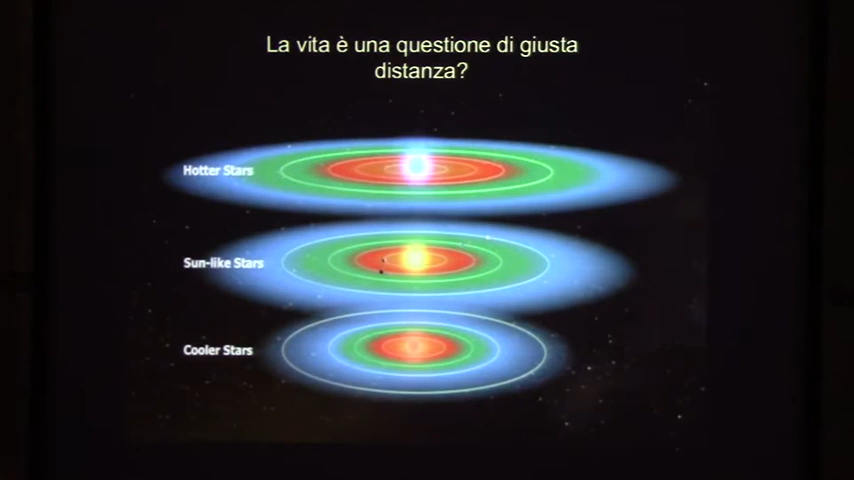 La vita è una questione di giusta
distanza?
Hotter Stars
Sun-like Stars
Cooler Stars